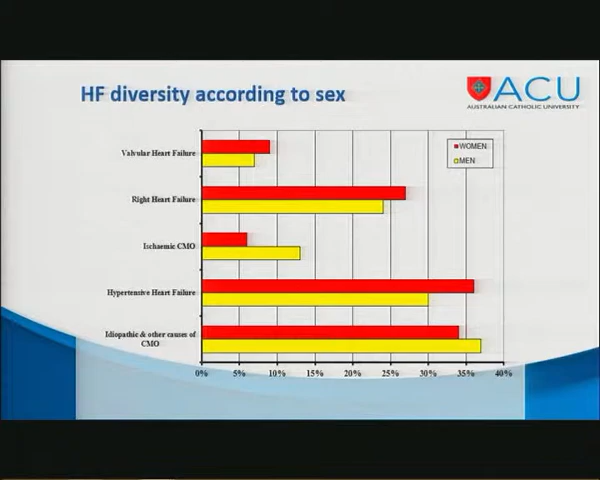 HF diversity according to sex
ACU
AUSTRALIAN CATHOLIC UNIVERSITY
WOMEN
MEN
Valvular Heart Failure
Right Heart Failure
Ischaemic CMO
Hypertensive Heart Failure
Idiopathic & other causes of
CMO
0% 5% 10% 15% 20% 25% 30% 35% 40%